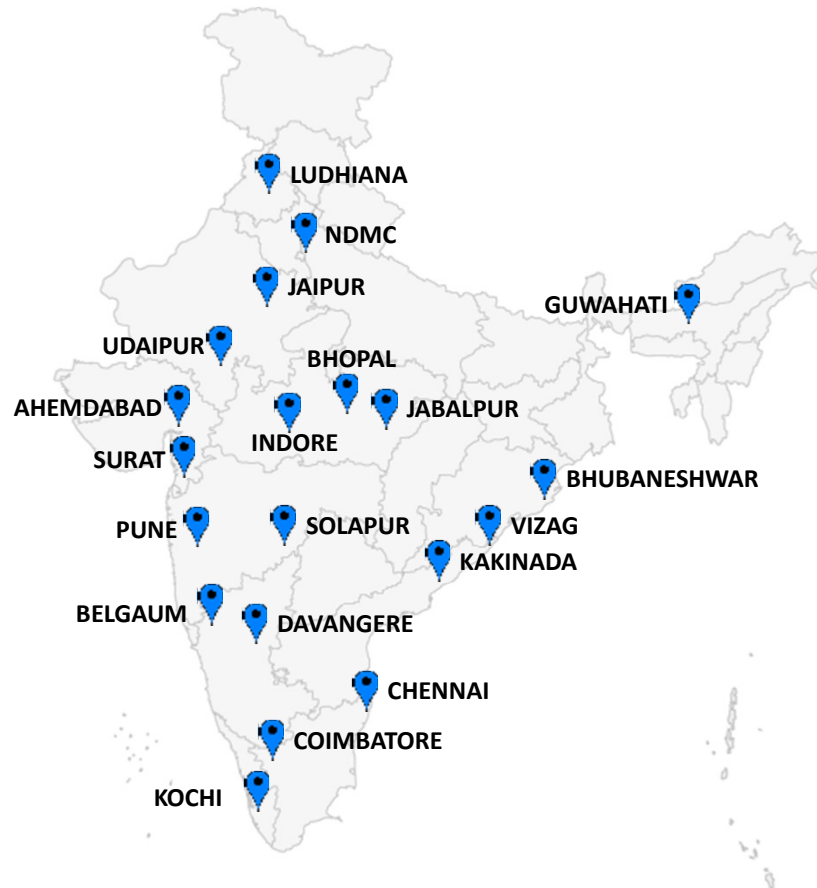 LUDHIANA
NDMC
JAIPUR
GUWAHATI
UDAIPUR
BHOPAL
AHEMDABAD
JABALPUR
INDORE
SURAT
BHUBANESHWAR
PUNE
SOLAPUR
VIZAG
KAKINADA
BELGAUM
DAVANGERE
CHENNAI
COIMBATORE
KOCHI